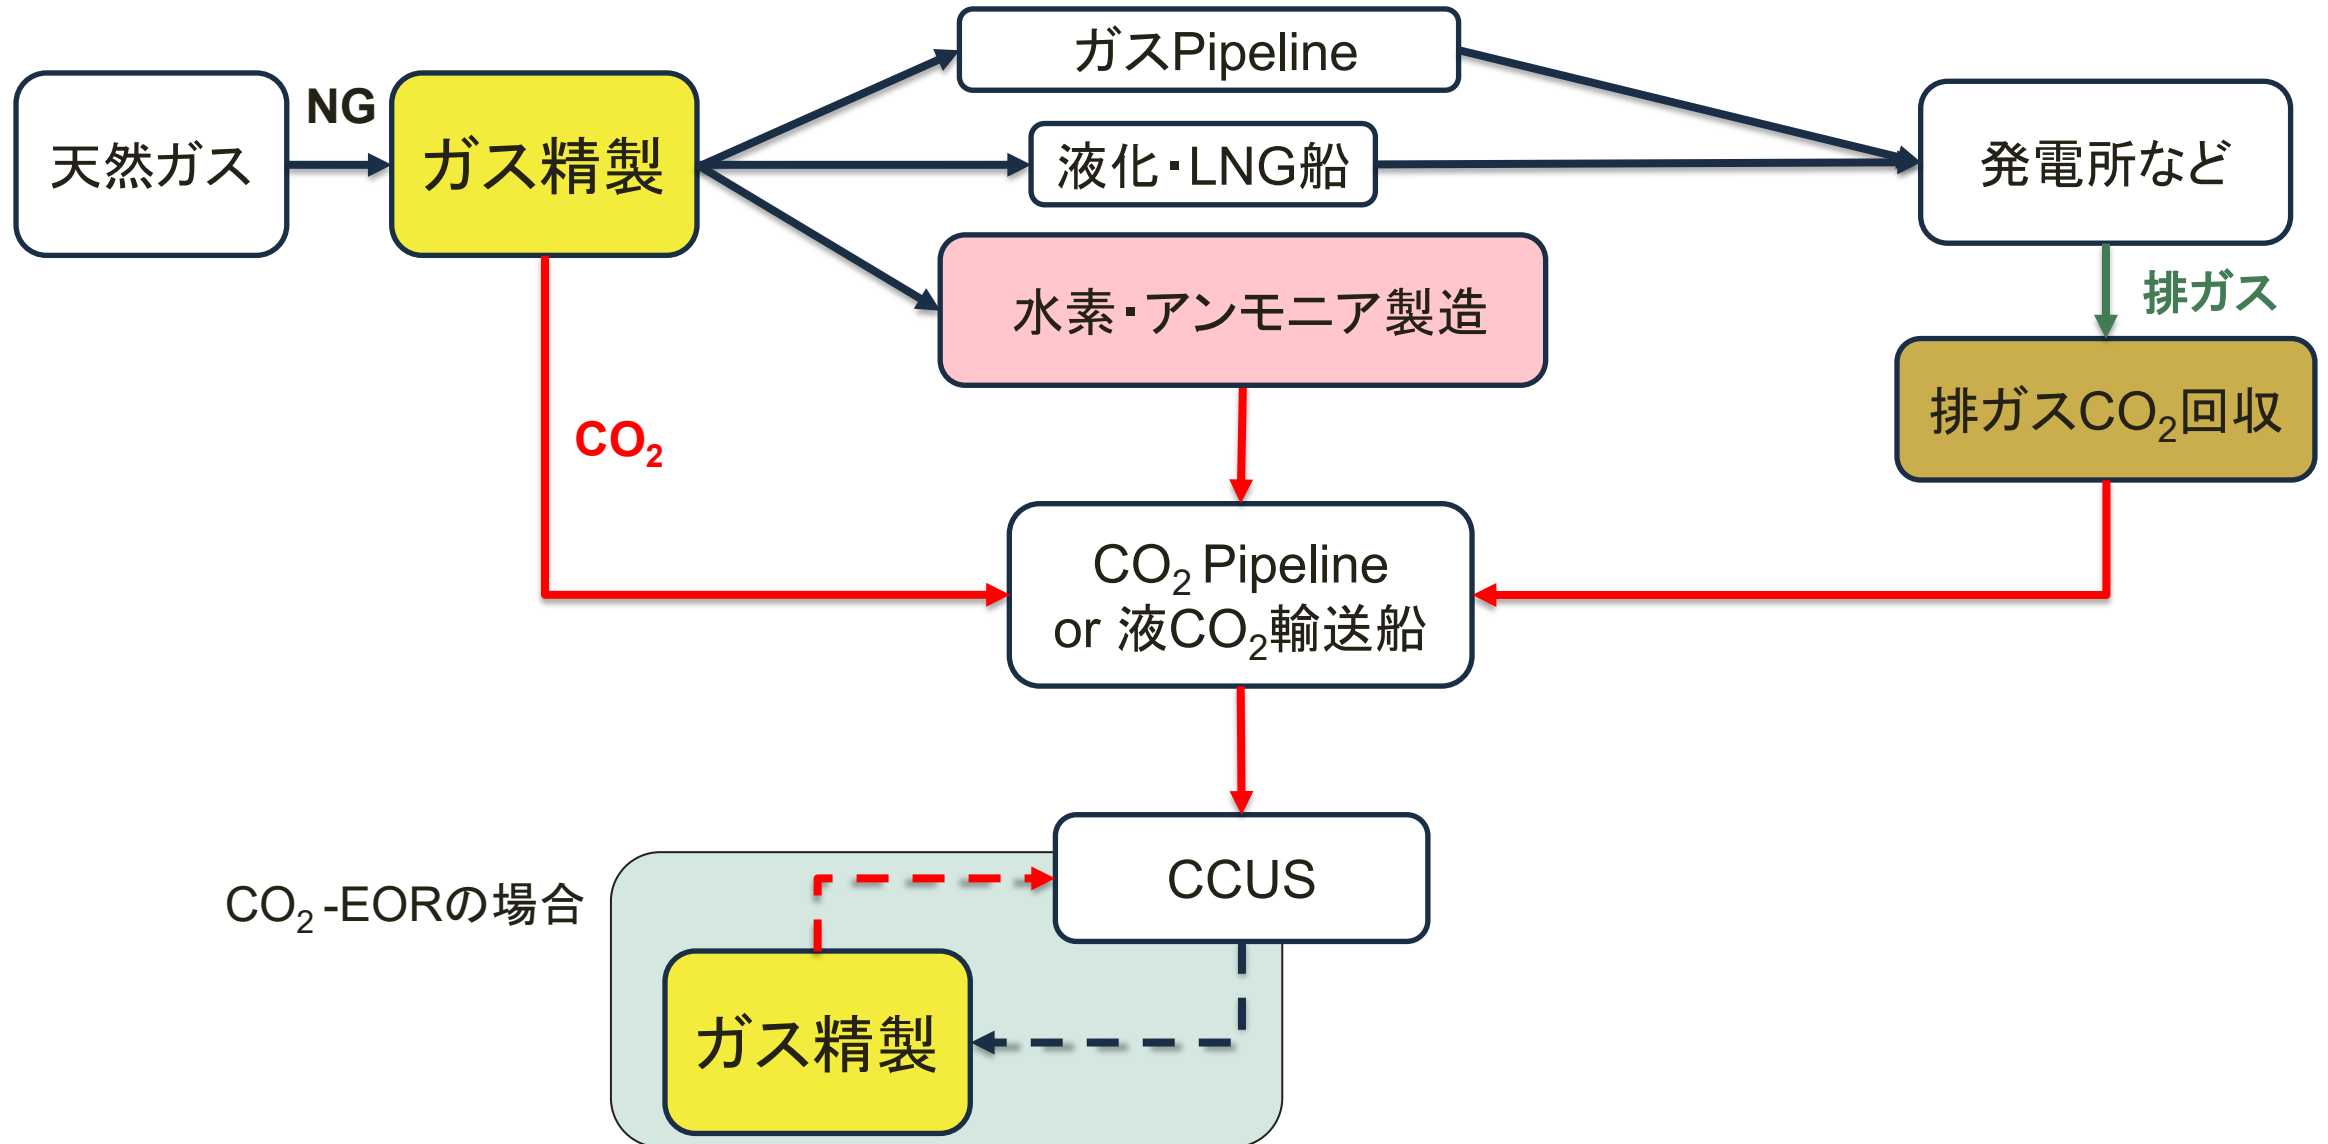 ガスPipeline
天然ガス
NG
ガス精製
液化・LNG船
発電所など
水素・アンモニア製造
排ガス
CO₂
排ガスCO₂回収
CO₂ Pipeline
or 液CO₂輸送船
CCUS
CO₂ -EORの場合
ガス精製